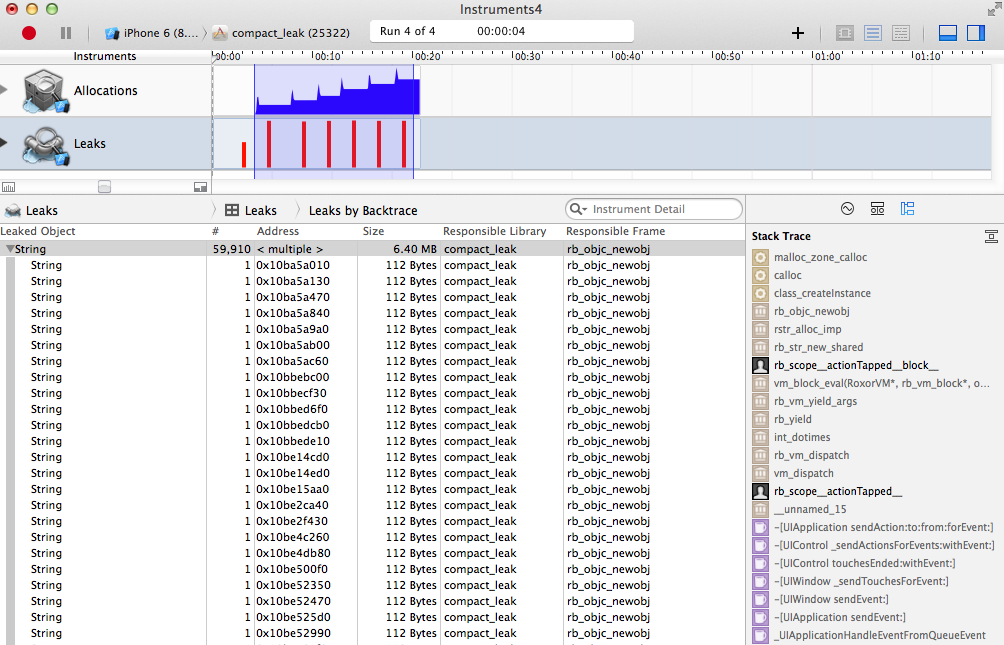 Instruments4
iPhone 6 (8....
compact_leak (25322)
Run 4 of 4 00:00:04
Instruments
00:00 00:10 00:20 00:30 00:40 00:50 01:00 01:10
Allocations
Leaks
Leaks
Leaks
Leaks by Backtrace
Instrument Detail
Leaked Object # Address Size Responsible Library Responsible Frame
String 59,910 < multiple > 6.40 MB compact_leak rb_objc_newobj
String 1 0x10ba5a010 112 Bytes compact_leak rb_objc_newobj
String 1 0x10ba5a130 112 Bytes compact_leak rb_objc_newobj
String 1 0x10ba5a470 112 Bytes compact_leak rb_objc_newobj
String 1 0x10ba5a840 112 Bytes compact_leak rb_objc_newobj
String 1 0x10ba5a9a0 112 Bytes compact_leak rb_objc_newobj
String 1 0x10ba5ab00 112 Bytes compact_leak rb_objc_newobj
String 1 0x10ba5ac60 112 Bytes compact_leak rb_objc_newobj
String 1 0x10bbebc00 112 Bytes compact_leak rb_objc_newobj
String 1 0x10bbecf30 112 Bytes compact_leak rb_objc_newobj
String 1 0x10bbed6f0 112 Bytes compact_leak rb_objc_newobj
String 1 0x10bbedcb0 112 Bytes compact_leak rb_objc_newobj
String 1 0x10bbede10 112 Bytes compact_leak rb_objc_newobj
String 1 0x10be14cd0 112 Bytes compact_leak rb_objc_newobj
String 1 0x10be14ed0 112 Bytes compact_leak rb_objc_newobj
String 1 0x10be15aa0 112 Bytes compact_leak rb_objc_newobj
String 1 0x10be2ca40 112 Bytes compact_leak rb_objc_newobj
String 1 0x10be2f430 112 Bytes compact_leak rb_objc_newobj
String 1 0x10be4c260 112 Bytes compact_leak rb_objc_newobj
String 1 0x10be4db80 112 Bytes compact_leak rb_objc_newobj
String 1 0x10be500f0 112 Bytes compact_leak rb_objc_newobj
String 1 0x10be52350 112 Bytes compact_leak rb_objc_newobj
String 1 0x10be52470 112 Bytes compact_leak rb_objc_newobj
String 1 0x10be525d0 112 Bytes compact_leak rb_objc_newobj
String 1 0x10be52990 112 Bytes compact_leak rb_objc_newobj
Stack Trace
malloc_zone_calloc
calloc
class_createInstance
rb_objc_newobj
rstr_alloc_imp
rb_str_new_shared
rb_scope__actionTapped__block__
vm_block_eval(RoxorVM*, rb_vm_block*, o...
rb_vm_yield_args
rb_yield
int_dotimes
rb_vm_dispatch
vm_dispatch
rb_scope__actionTapped__
__unnamed_15
-[UIApplication sendAction:to:from:forEvent:]
-[UIControl _sendActionsForEvents:withEvent:]
-[UIControl touchesEnded:withEvent:]
-[UIWindow _sendTouchesForEvent:]
-[UIWindow sendEvent:]
-[UIApplication sendEvent:]
_UIApplicationHandleEventFromQueueEvent